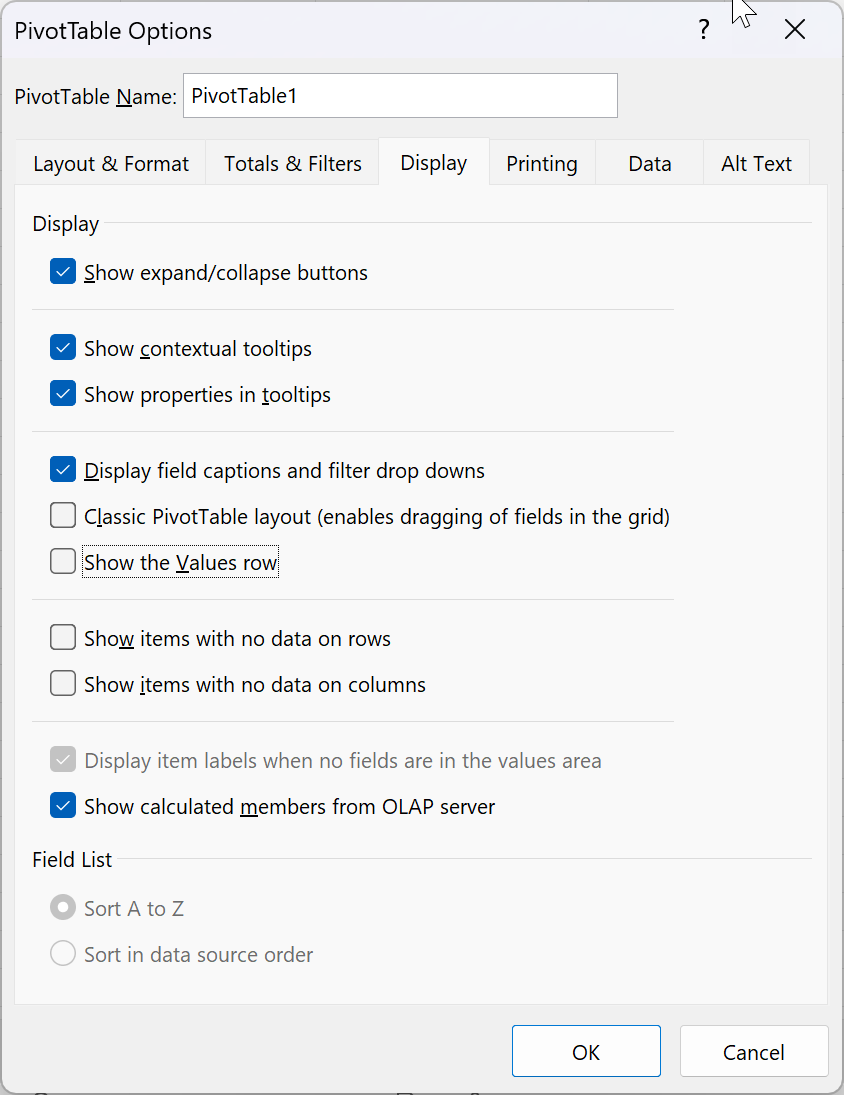 PivotTable Options ?
PivotTable Name: PivotTable1
Layout & Format Totals & Filters Display Printing Data Alt Text
Display
Show expand/collapse buttons
Show contextual tooltips
Show properties in tooltips
Display field captions and filter drop downs
Classic PivotTable layout (enables dragging of fields in the grid)
Show the Values row
Show items with no data on rows
Show items with no data on columns
Display item labels when no fields are in the values area
Show calculated members from OLAP server
Field List
Sort A to Z
Sort in data source order
OK Cancel